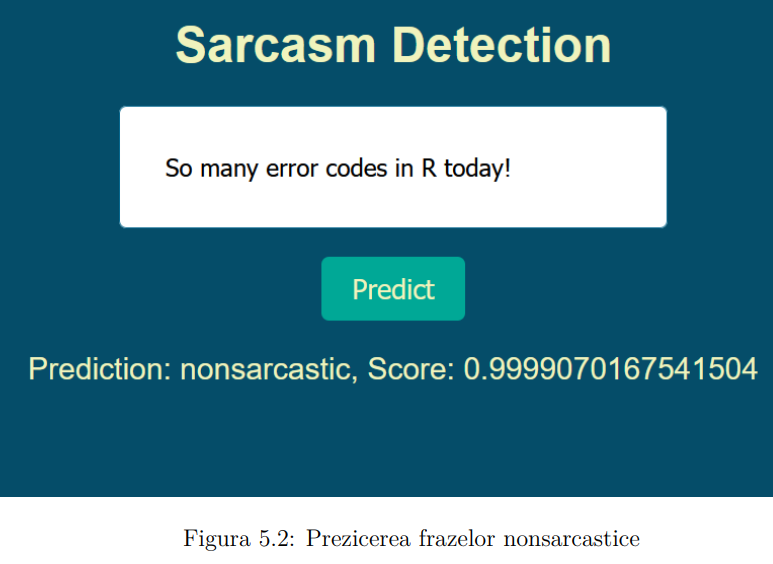 Sarcasm Detection
So many error codes in R today!
Predict
Prediction: nonsarcastic, Score: 0.9999070167541504
Figura 5.2: Prezicerea frazelor nonsarcastice